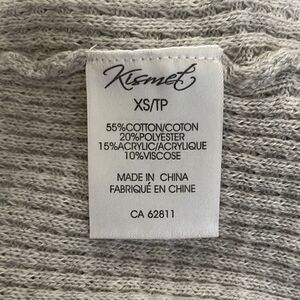 Kismet
XS/TP
55%COTTON/COTON
20%POLYESTER
15%ACRYLIC/ACRYLIQUE
10%VISCOSE
MADE IN CHINA
FABRIQUÉ EN CHINE
CA 62811